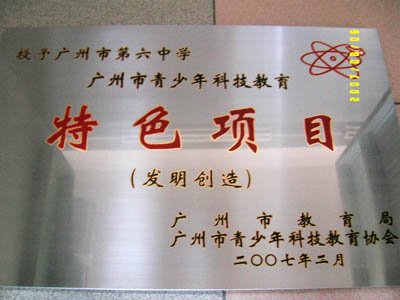 授予广州市第六中学
广州市青少年科技教育
特色项目
(发明创造)
广州市教育局
广州市青少年科技教育协会
二〇〇七年二月